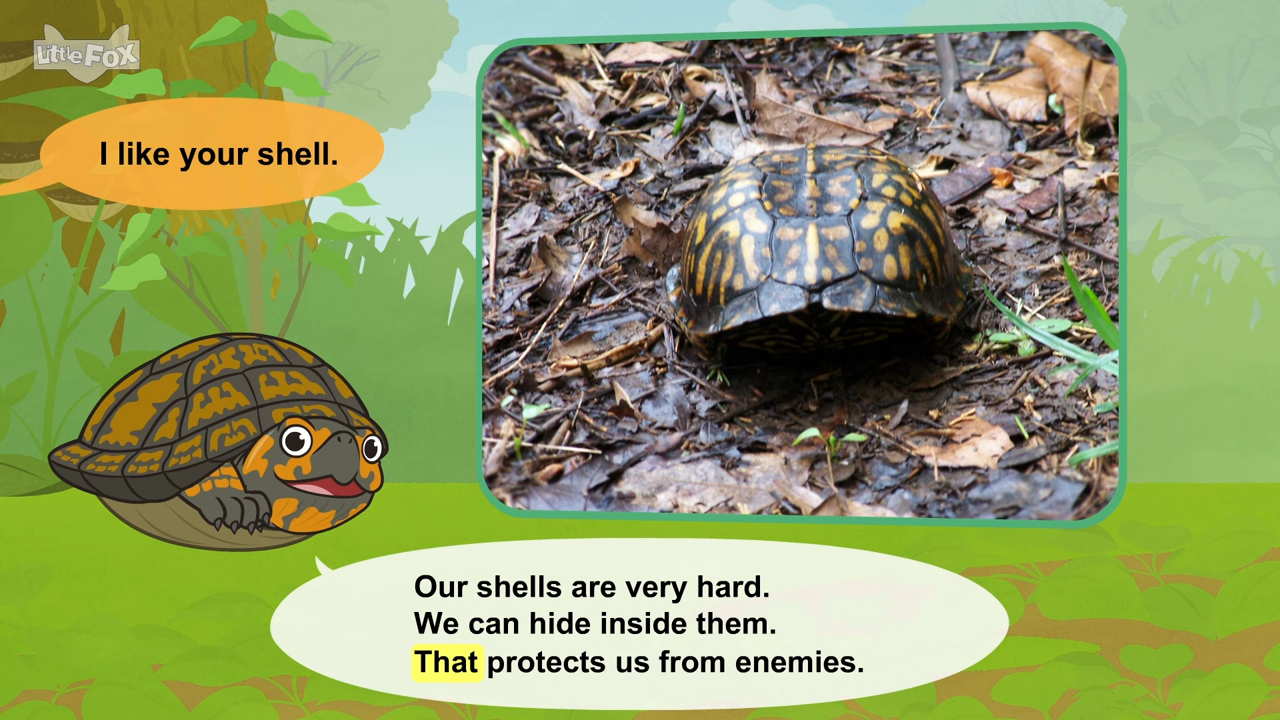 Little Fox
I like your shell.
Our shells are very hard.
We can hide inside them.
That protects us from enemies.